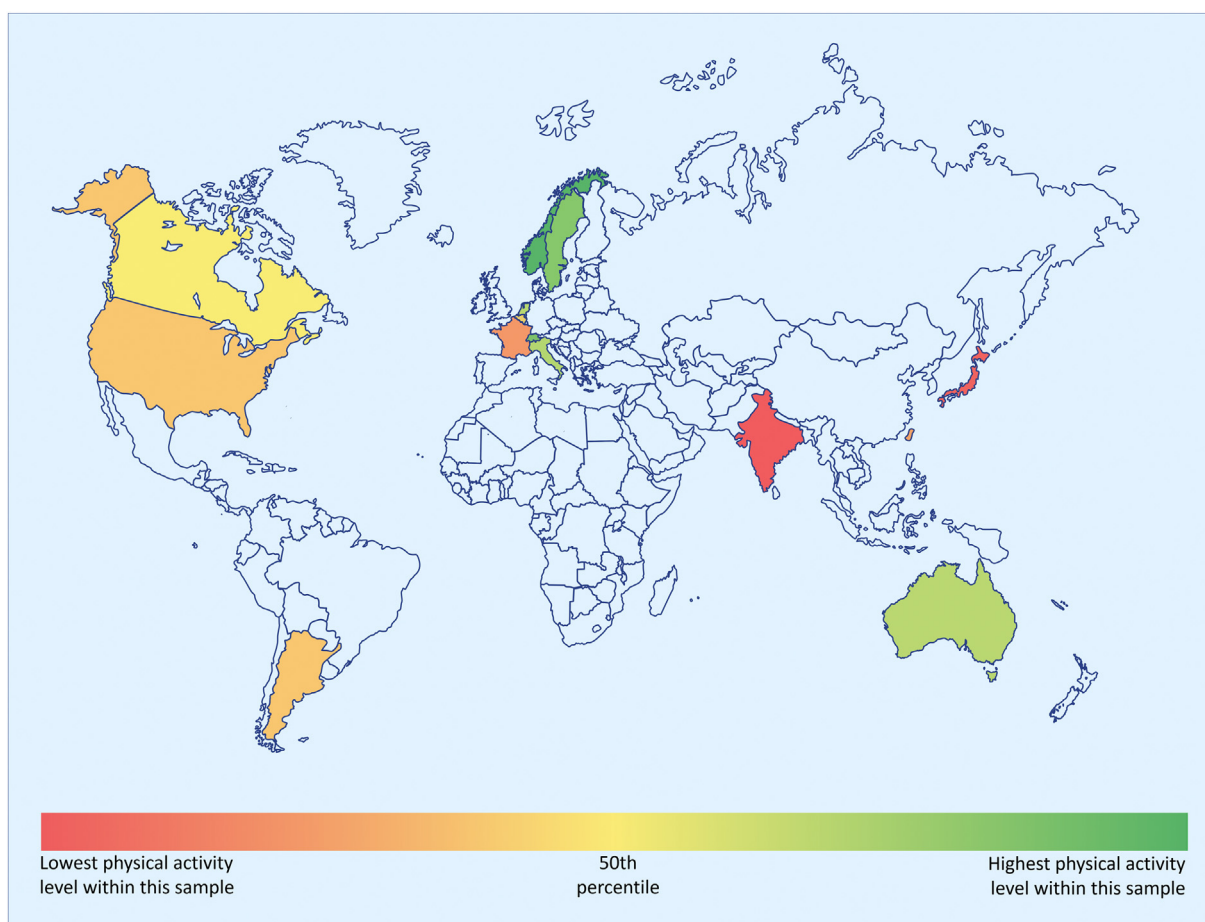 Lowest physical activity
level within this sample
50th
percentile
Highest physical activity
level within this sample